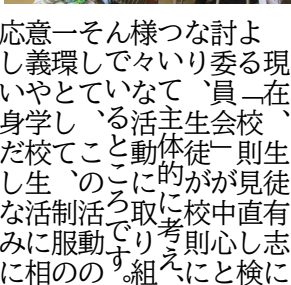 現在、生徒有志に
よる「校則見直し検
討委員会」が中心と
なり、生徒が校則に
ついて主体的に考え、
様々な活動に取り組
んでいるところです。
そして、この活動の
一環として、制服の
意義や学校生活に相
応しい身だしなみに